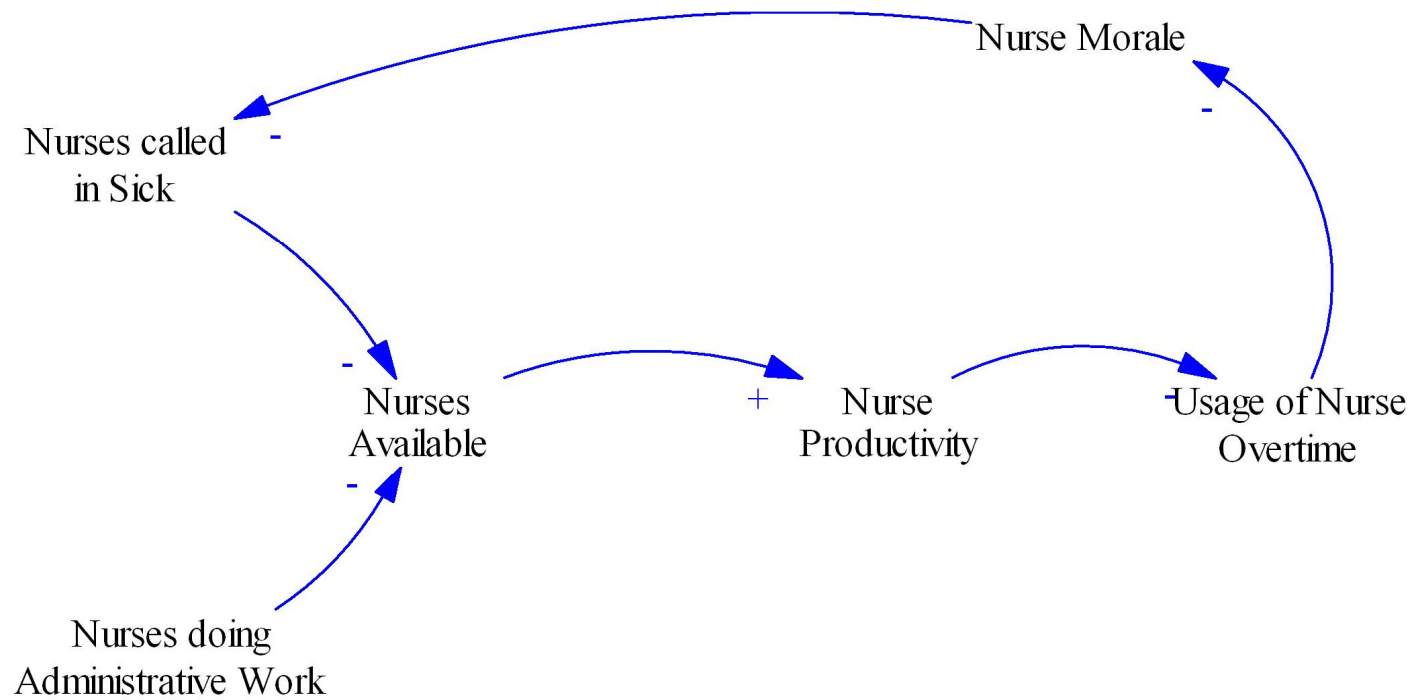 Nurse Morale
-
-
Nurses called
in Sick
-
Nurses
Available
+
Nurse
Productivity
-
Usage of Nurse
Overtime
-
Nurses doing
Administrative Work